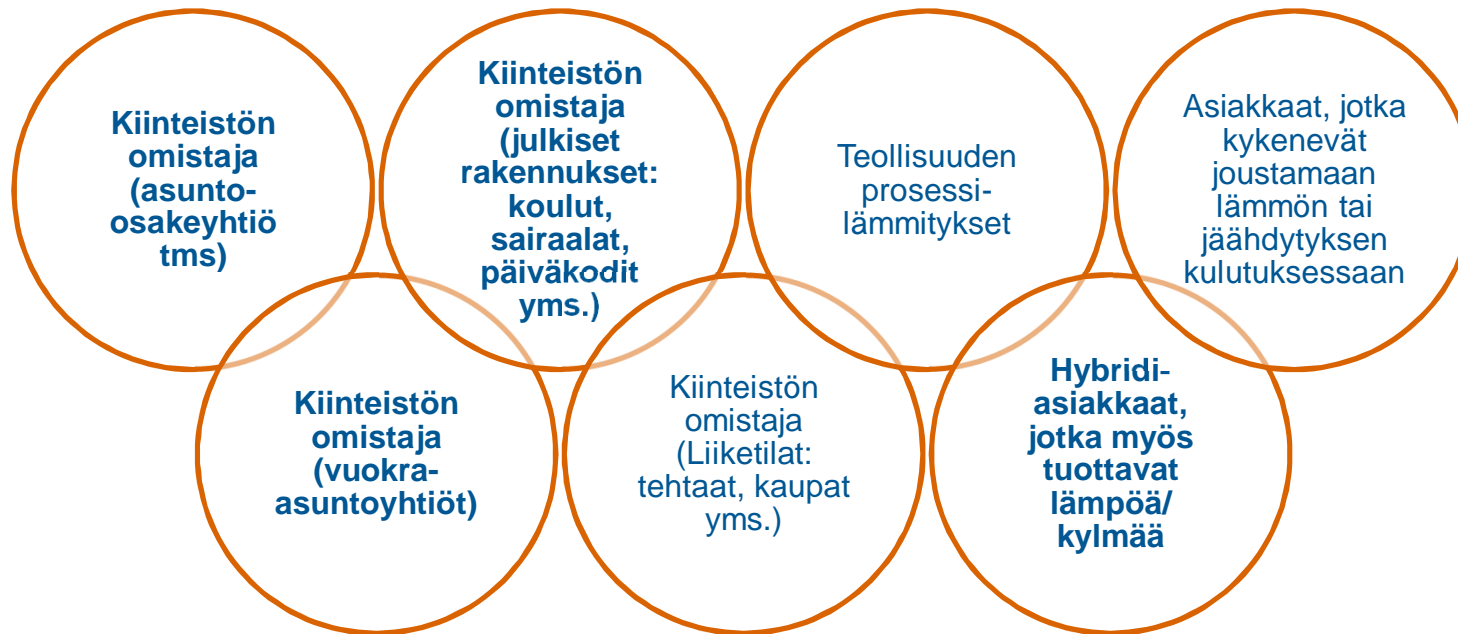 Kiinteistön
omistaja
(asunto-
osakeyhtiö
tms)
Kiinteistön
omistaja
(julkiset
rakennukset:
koulut,
sairaalat,
päiväkodit
yms.)
Teollisuuden
prosessi-
lämmitykset
Asiakkaat, jotka
kykenevät
joustamaan
lämmön tai
jäähdytyksen
kulutuksessaan
Kiinteistön
omistaja
(vuokra-
asuntoyhtiöt)
Kiinteistön
omistaja
(Liiketilat:
tehtaat, kaupat
yms.)
Hybridi-
asiakkaat,
jotka myös
tuottavat
lämpöä/
kylmää